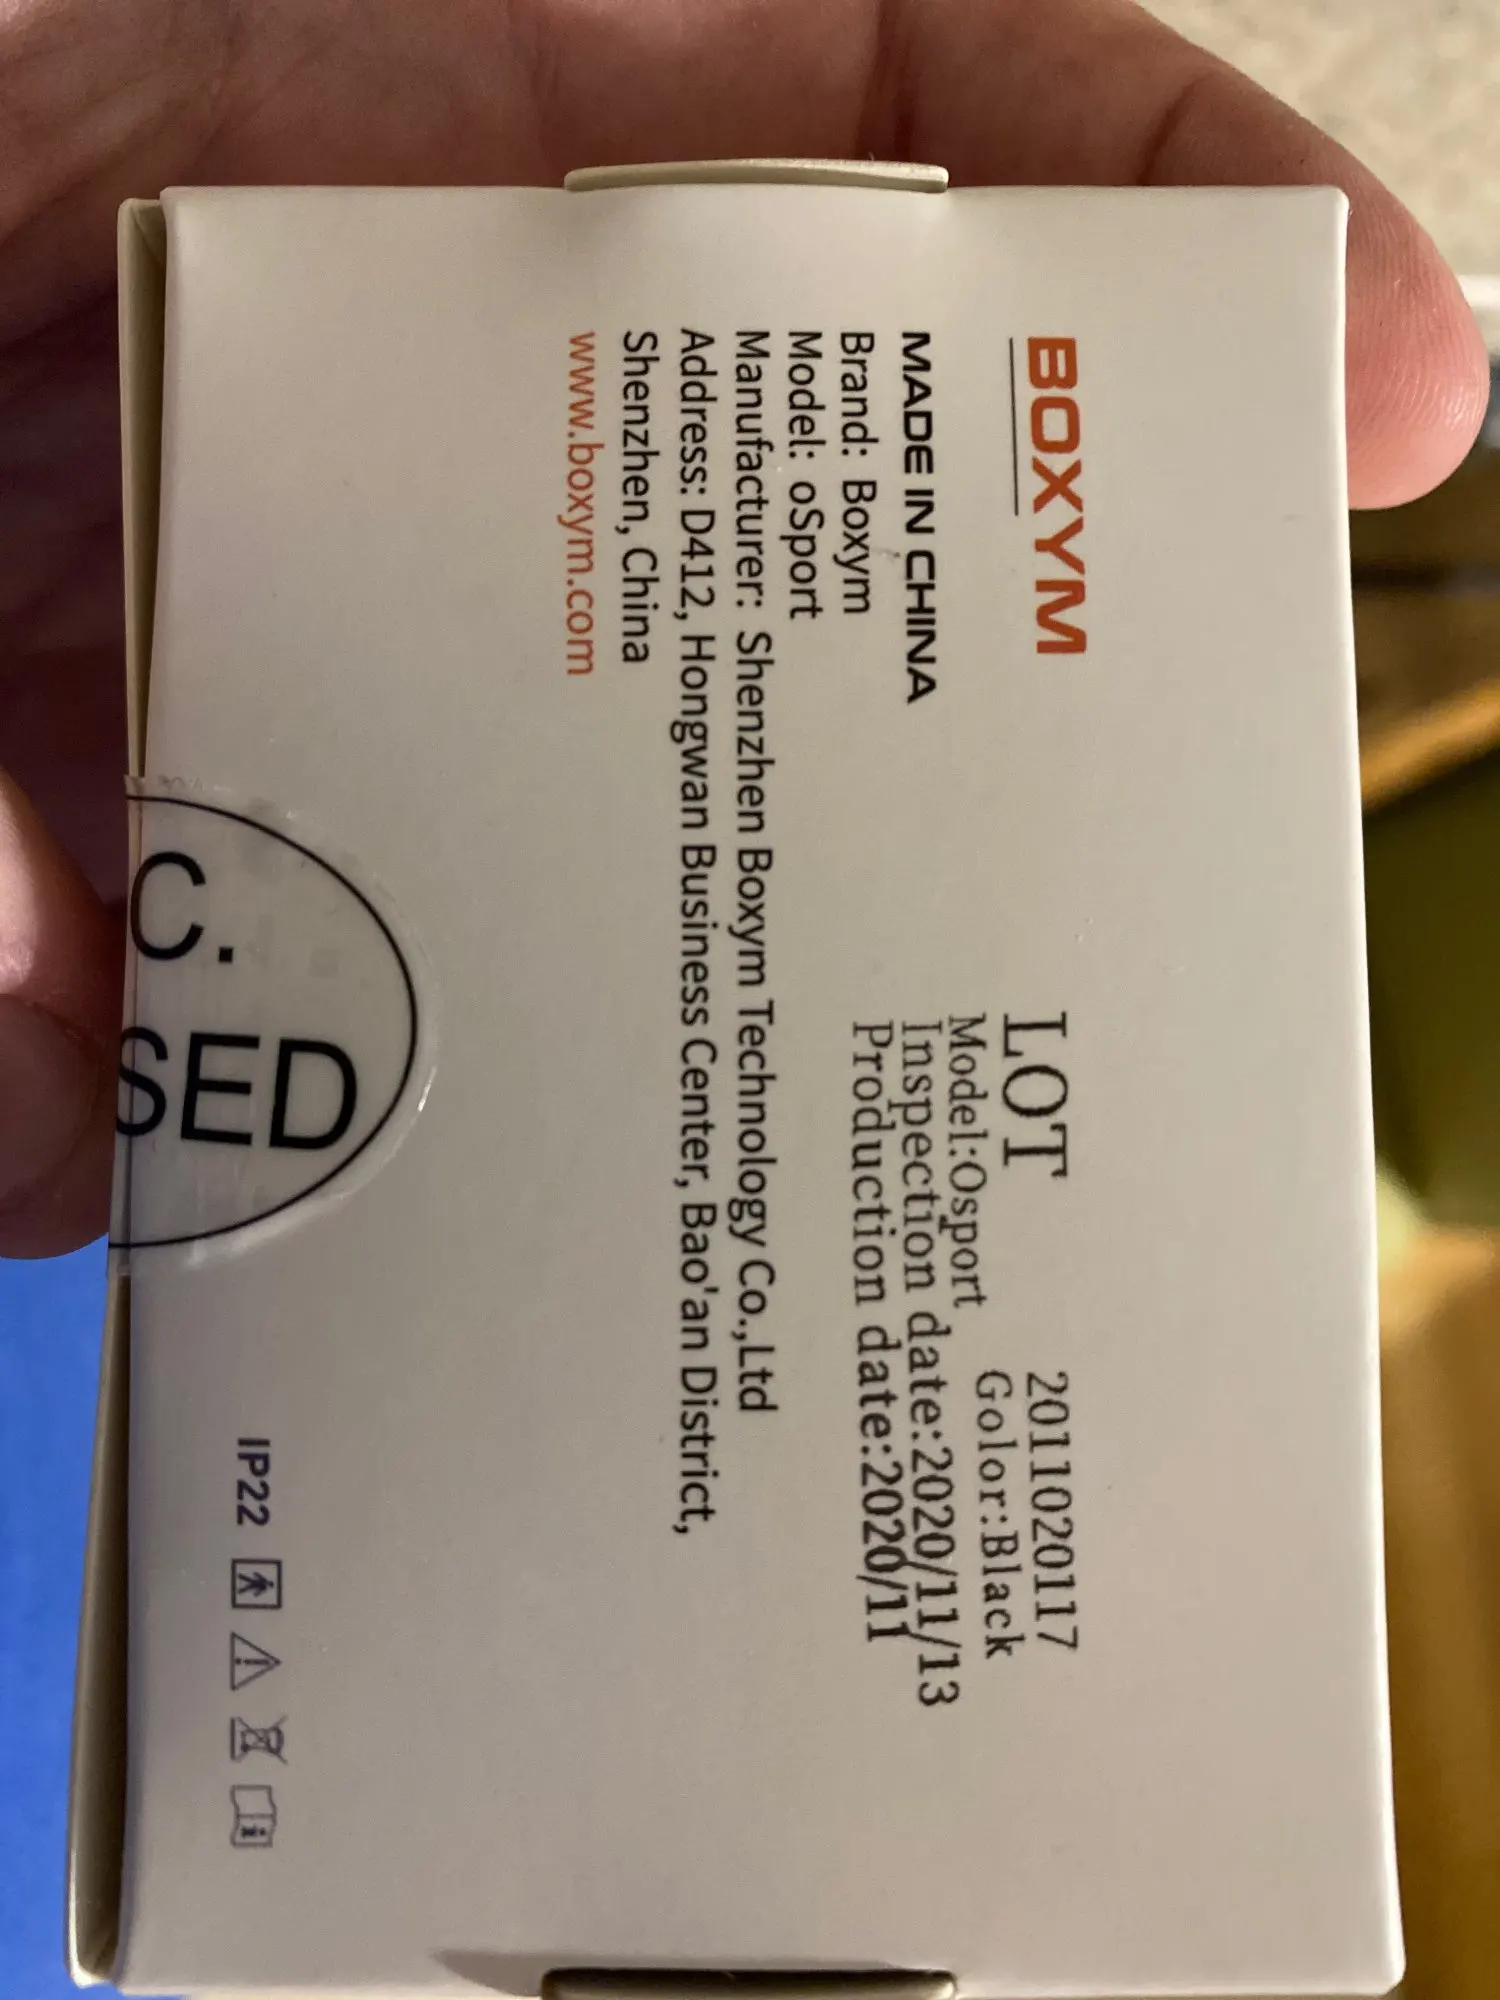 BOXYM
LOT 2011020117
Model:Osport Golor:Black
Inspection date:2020/11/13
Production date:2020/11
MADE IN CHINA
Brand: Boxym
Model: oSport
Manufacturer: Shenzhen Boxym Technology Co.,Ltd
Address: D412, Hongwan Business Center, Bao'an District,
Shenzhen, China
www.boxym.com
IP22